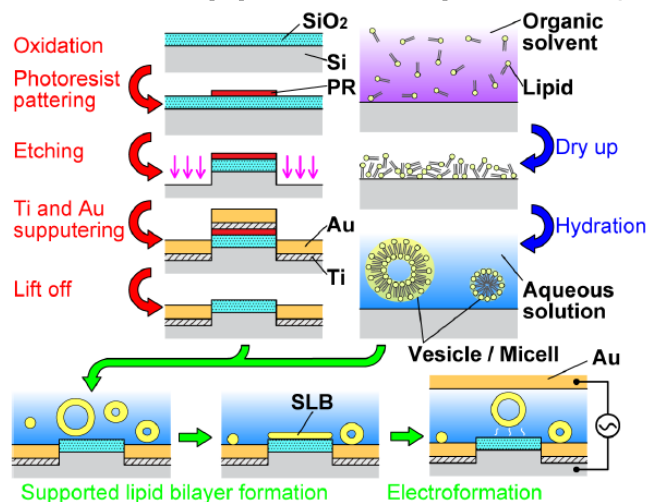 Oxidation
SiO₂
Si
Photoresist
pattering
PR
Etching
Ti and Au
supputering
Au
Ti
Lift off
Organic
solvent
Lipid
Dry up
Hydration
Aqueous
solution
Vesicle / Micell
Au
SLB
Supported lipid bilayer formation
Electroformation